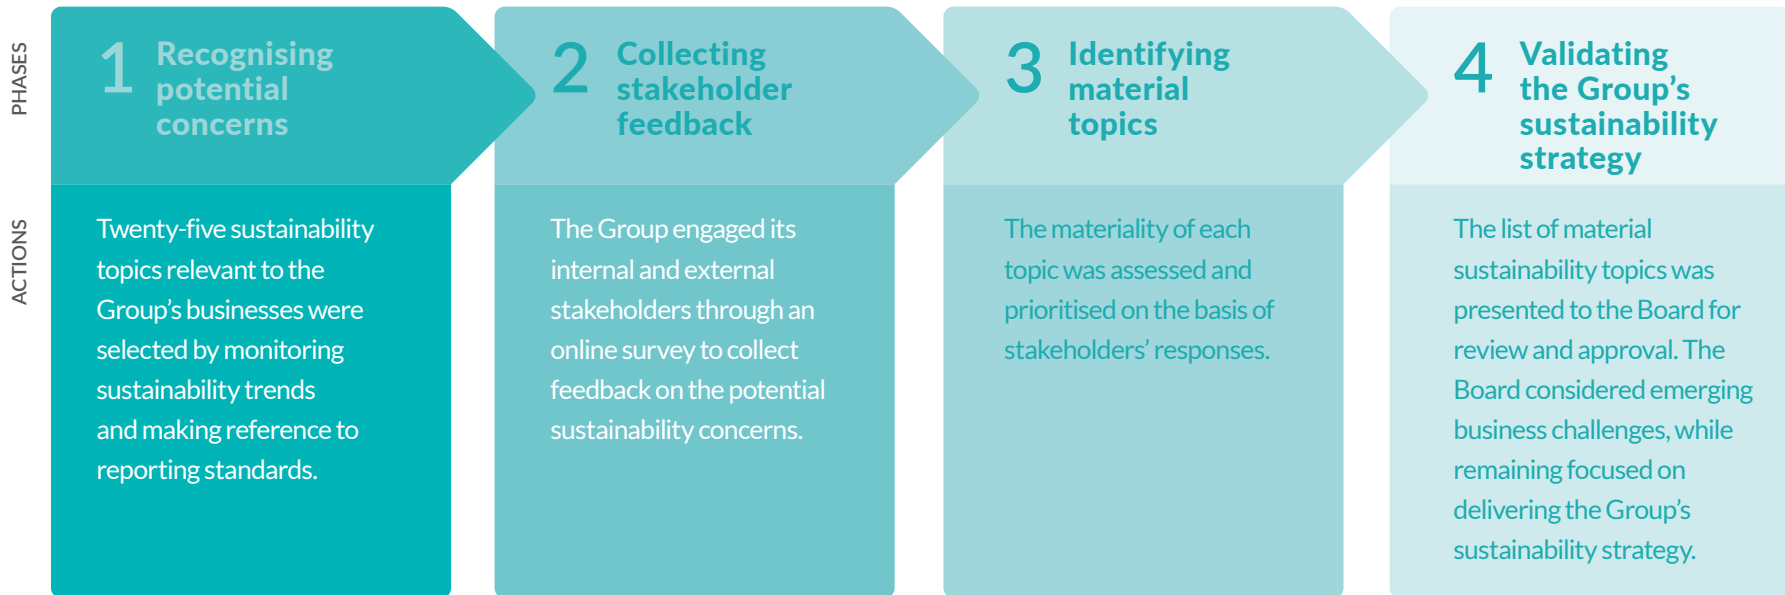 PHASES
1
Recognising
potential
concerns
2
Collecting
stakeholder
feedback
3
Identifying
material
topics
4
Validating
the Group’s
sustainability
strategy
ACTIONS
Twenty-five sustainability
topics relevant to the
Group’s businesses were
selected by monitoring
sustainability trends
and making reference to
reporting standards.
The Group engaged its
internal and external
stakeholders through an
online survey to collect
feedback on the potential
sustainability concerns.
The materiality of each
topic was assessed and
prioritised on the basis of
stakeholders’ responses.
The list of material
sustainability topics was
presented to the Board for
review and approval. The
Board considered emerging
business challenges, while
remaining focused on
delivering the Group’s
sustainability strategy.